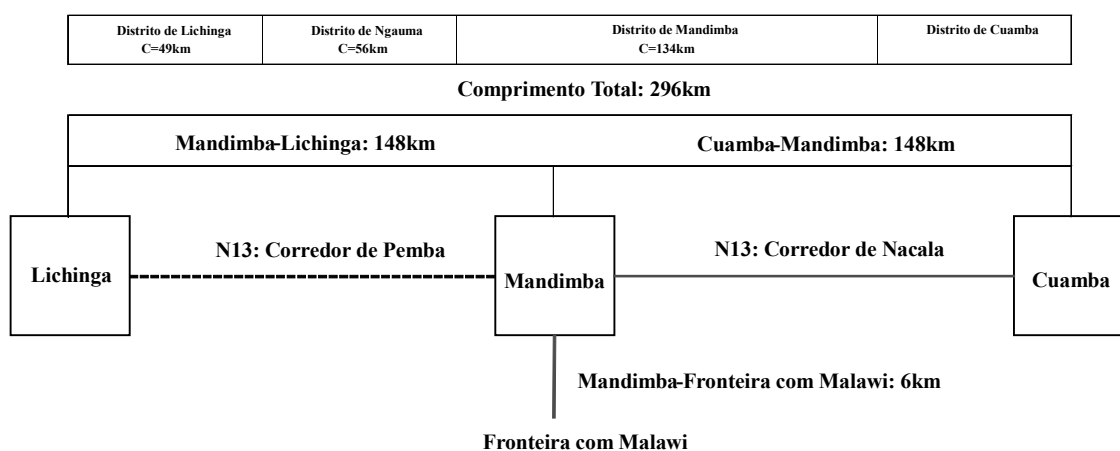 Distrito de Lichinga
C=49km
Distrito de Ngauma
C=56km
Distrito de Mandimba
C=134km
Distrito de Cuamba
Comprimento Total: 296km
Mandimba-Lichinga: 148km
Cuamba-Mandimba: 148km
N13: Corredor de Pemba
N13: Corredor de Nacala
Lichinga
Mandimba
Cuamba
Mandimba-Fronteira com Malawi: 6km
Fronteira com Malawi